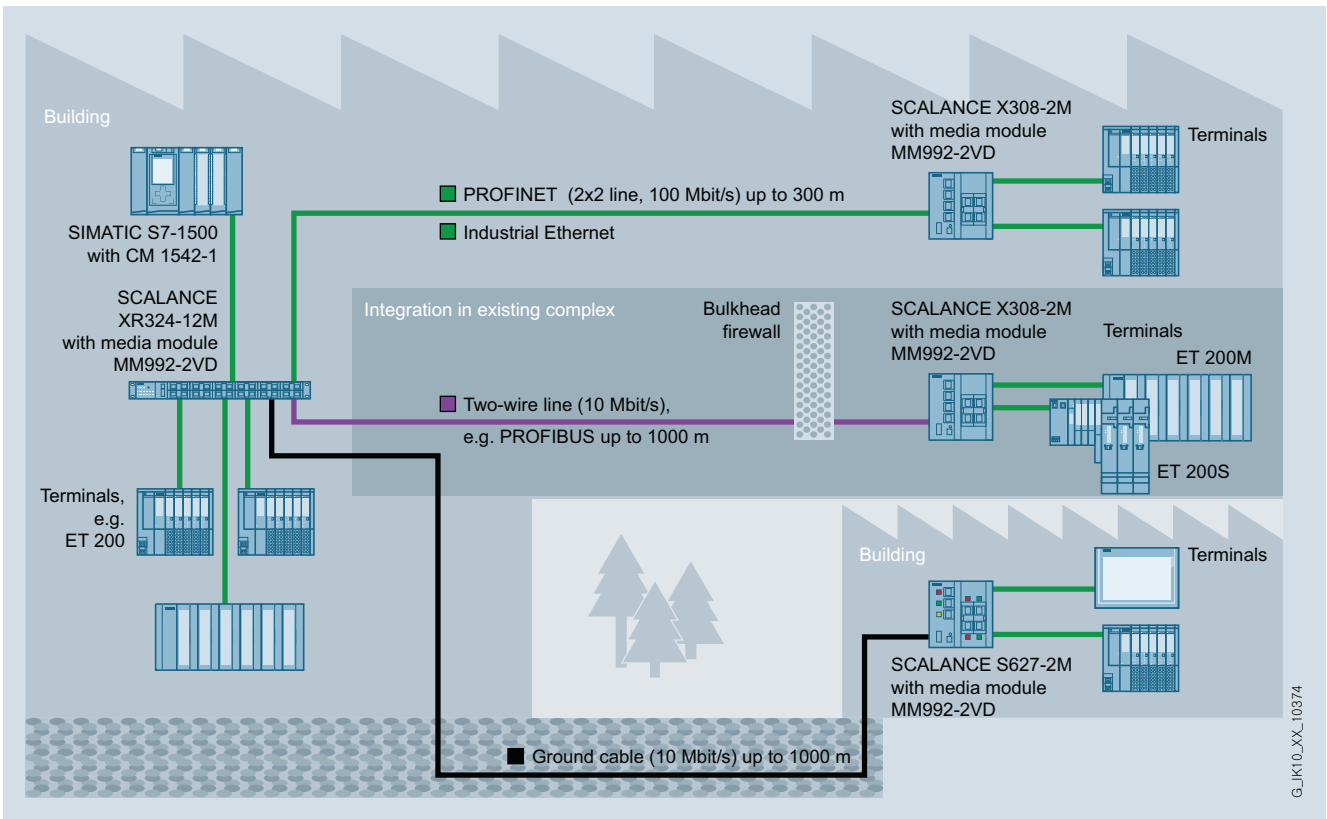 Building
SIMATIC S7-1500
with CM 1542-1
SCALANCE
XR324-12M
with media module
MM992-2VD
Terminals,
e.g.
ET 200
PROFINET (2x2 line, 100 Mbit/s) up to 300 m
Industrial Ethernet
SCALANCE X308-2M
with media module
MM992-2VD
Terminals
Integration in existing complex
Bulkhead
firewall
Two-wire line (10 Mbit/s),
e.g. PROFIBUS up to 1000 m
SCALANCE X308-2M
with media module
MM992-2VD
Terminals
ET 200M
ET 200S
Building
Terminals
SCALANCE S627-2M
with media module
MM992-2VD
Ground cable (10 Mbit/s) up to 1000 m
G_IK10_XX_10374